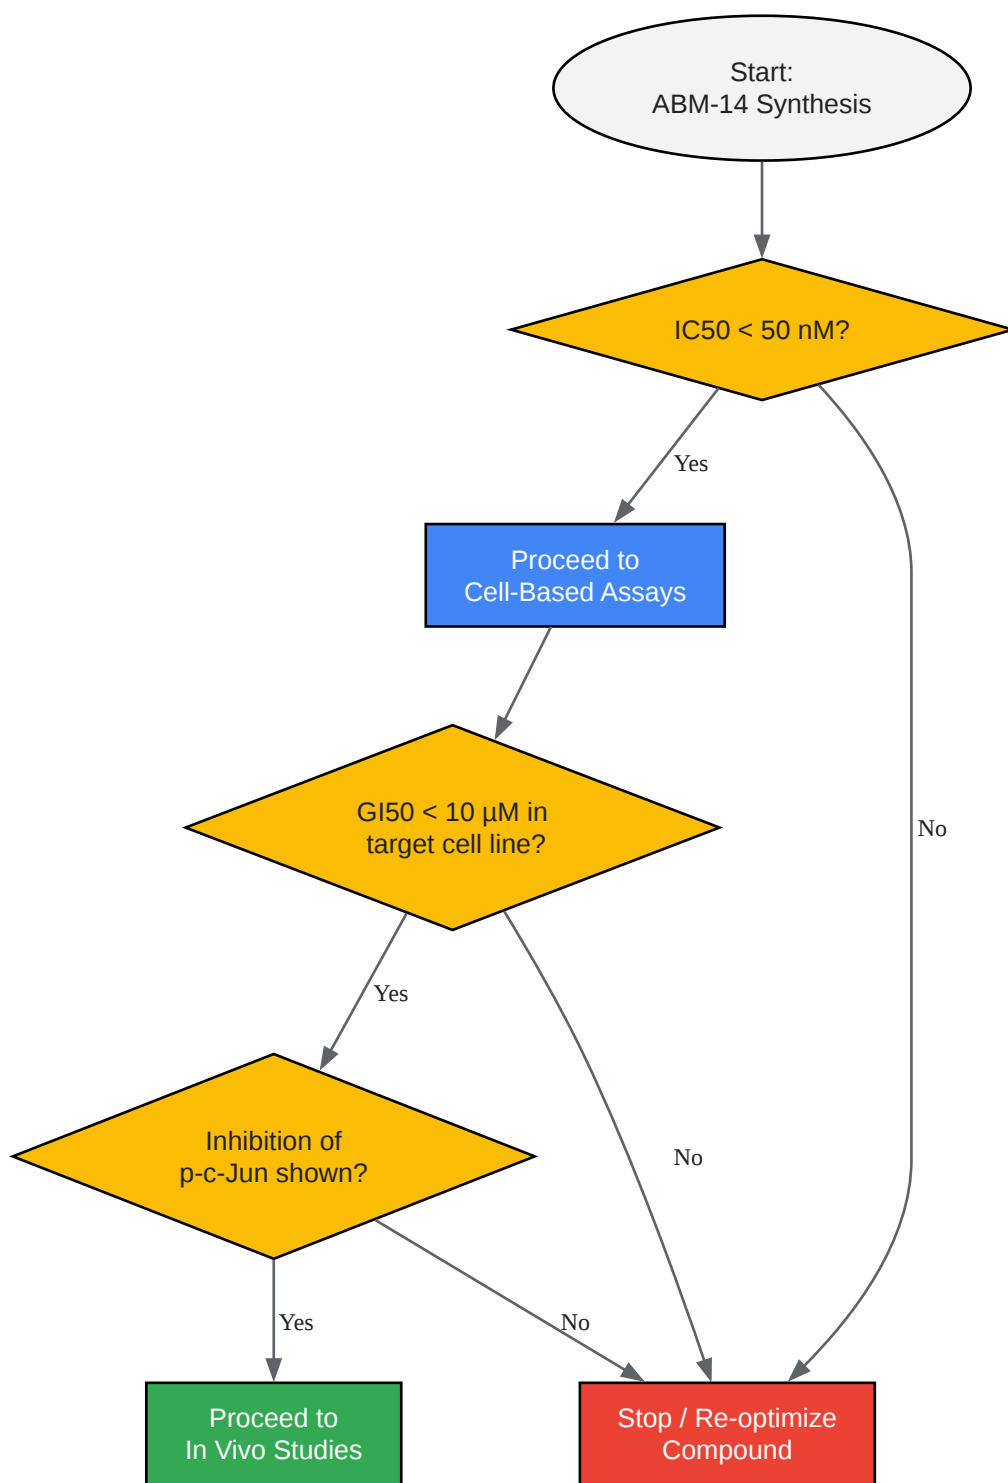 Start:
ABM-14 Synthesis
IC50 < 50 nM?
Yes
Proceed to
Cell-Based Assays
GI50 < 10 µM in
target cell line?
No
Yes
Inhibition of
p-c-Jun shown?
No
Yes
No
Proceed to
In Vivo Studies
Stop / Re-optimize
Compound